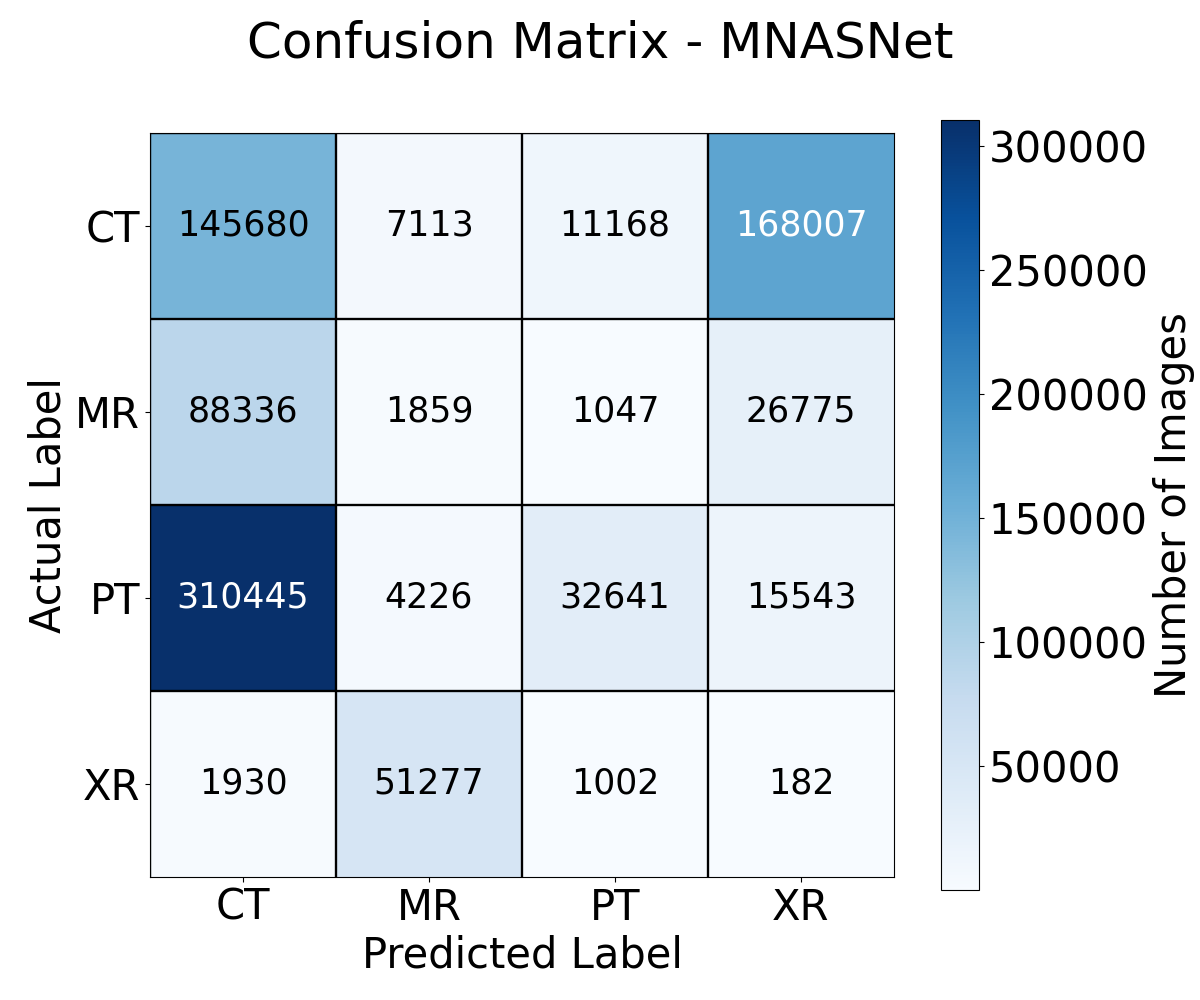 Confusion Matrix - MNASNet
CT 145680 7113 11168 168007
MR 88336 1859 1047 26775
PT 310445 4226 32641 15543
XR 1930 51277 1002 182
CT MR PT XR
Predicted Label
Actual Label
300000
250000
200000
150000
100000
50000
Number of Images